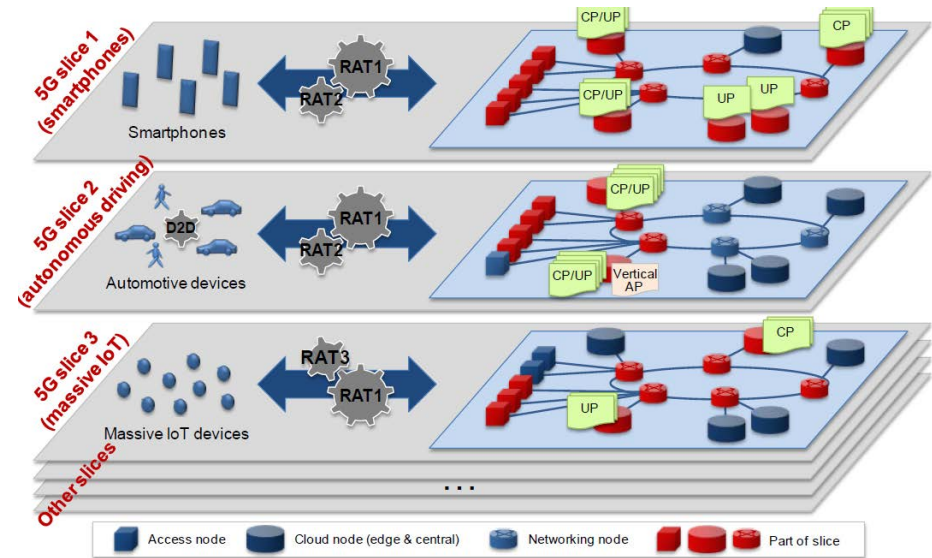 5G slice 1
(smartphones)
Smartphones
RAT1
RAT2
CP/UP
CP
CP/UP
UP
UP
5G slice 2
(autonomous driving)
D2D
Automotive devices
RAT1
RAT2
CP/UP
CP/UP
Vertical
AP
5G slice 3
(massive IoT)
Massive IoT devices
RAT3
RAT1
CP
UP
Other slices
...
Access node
Cloud node (edge & central)
Networking node
Part of slice